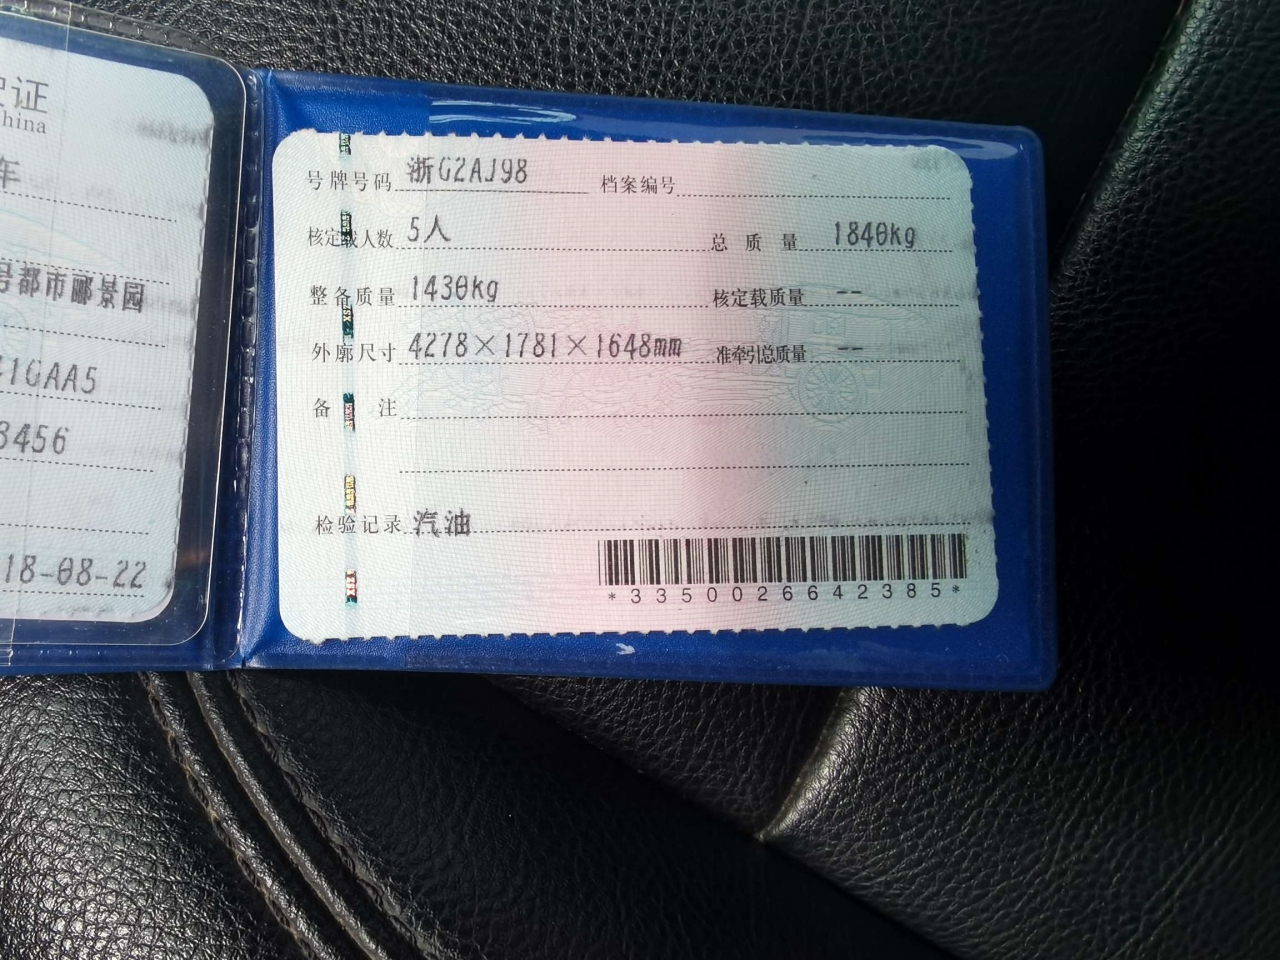 证
hina
车
号都市郦景园
41GAA5
3456
18-08-22
号牌号码 浙G2AJ98 档案编号
核定载人数 5人 总质量 1840kg
整备质量 1430kg 核定载质量 --
外廓尺寸 4278×1781×1648mm 准牵引总质量 --
备注
检验记录 汽油
*3350026642385*